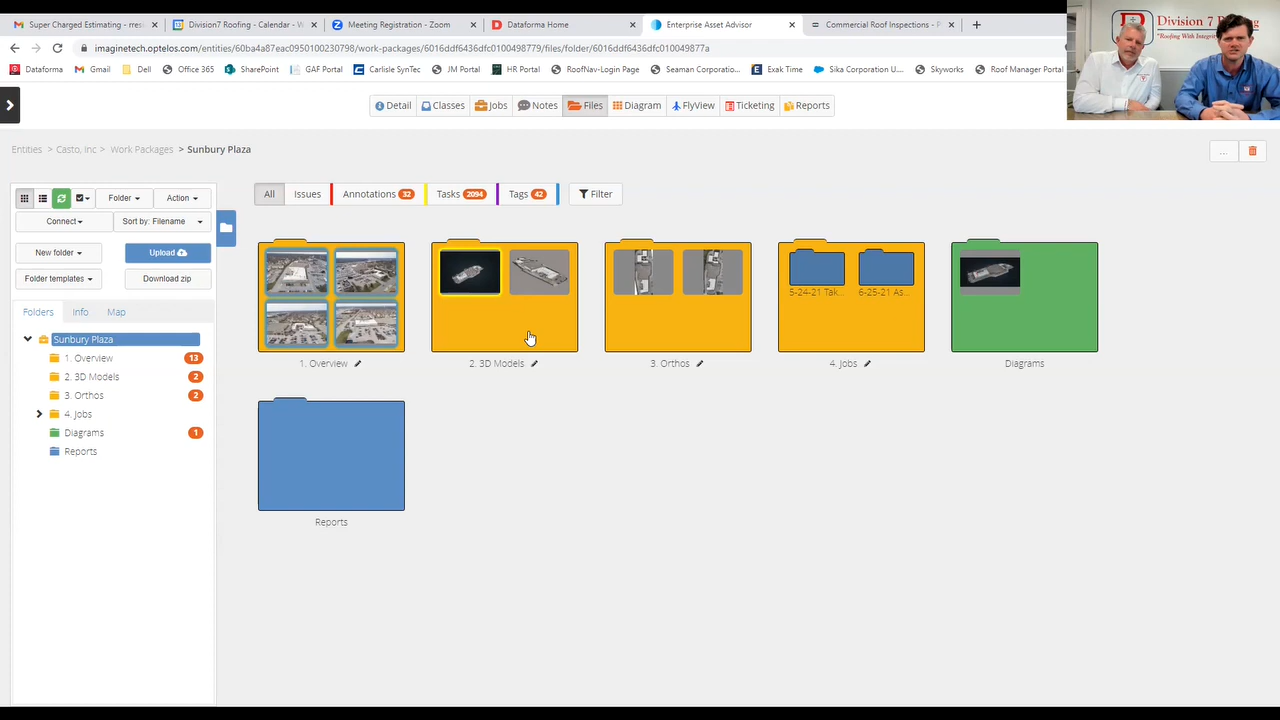 Super Charged Estimating - rresk
Division7 Roofing - Calendar - W
Meeting Registration - Zoom
Dataforma Home
Enterprise Asset Advisor
Commercial Roof Inspections - P
imaginetech.optelos.com/entities/60ba4a87eac0950100230798/work-packages/6016ddf6436dfc010498779/files/folder/6016ddf6436dfc010049877a
Dataforma
Gmail
Dell
Office 365
SharePoint
GAF Portal
Carlisle SynTec
JM Portal
HR Portal
RoofNav-Login Page
Seaman Corporatio...
Exak Time
Sika Corporation U....
Skyworks
Roof Manager Portal
Division 7 Roofing
"Roofing With Integrity
Detail
Classes
Jobs
Notes
Files
Diagram
FlyView
Ticketing
Reports
Entities > Casto, Inc > Work Packages > Sunbury Plaza
...
Folder
Action
Connect
Sort by: Filename
New folder
Upload
Folder templates
Download zip
All
Issues
Annotations 32
Tasks 2094
Tags 42
Filter
Folders
Info
Map
Sunbury Plaza
1. Overview 13
2. 3D Models 2
3. Orthos 2
4. Jobs
Diagrams 1
Reports
5-24-21 Tak...
6-25-21 As...
1. Overview
2. 3D Models
3. Orthos
4. Jobs
Diagrams
Reports